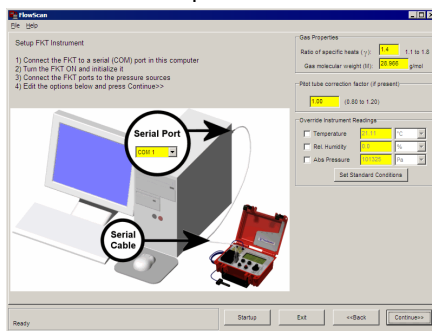 FlowScan
File Help
Setup FKT Instrument
1) Connect the FKT to a serial (COM) port in this computer
2) Turn the FKT ON and initialize it
3) Connect the FKT ports to the pressure sources
4) Edit the options below and press Continue>>
Serial Port
COM 1
Serial
Cable
Gas Properties
Ratio of specific heats (γ): 1.4 1.1 to 1.8
Gas molecular weight (M): 28.966 g/mol
Pitot tube correction factor (if present)
1.00 (0.80 to 1.20)
Override Instrument Readings
Temperature 21.11 °C
Rel. Humidity 0.0 %
Abs Pressure 101325 Pa
Set Standard Conditions
Ready
Startup Exit <<Back Continue>>